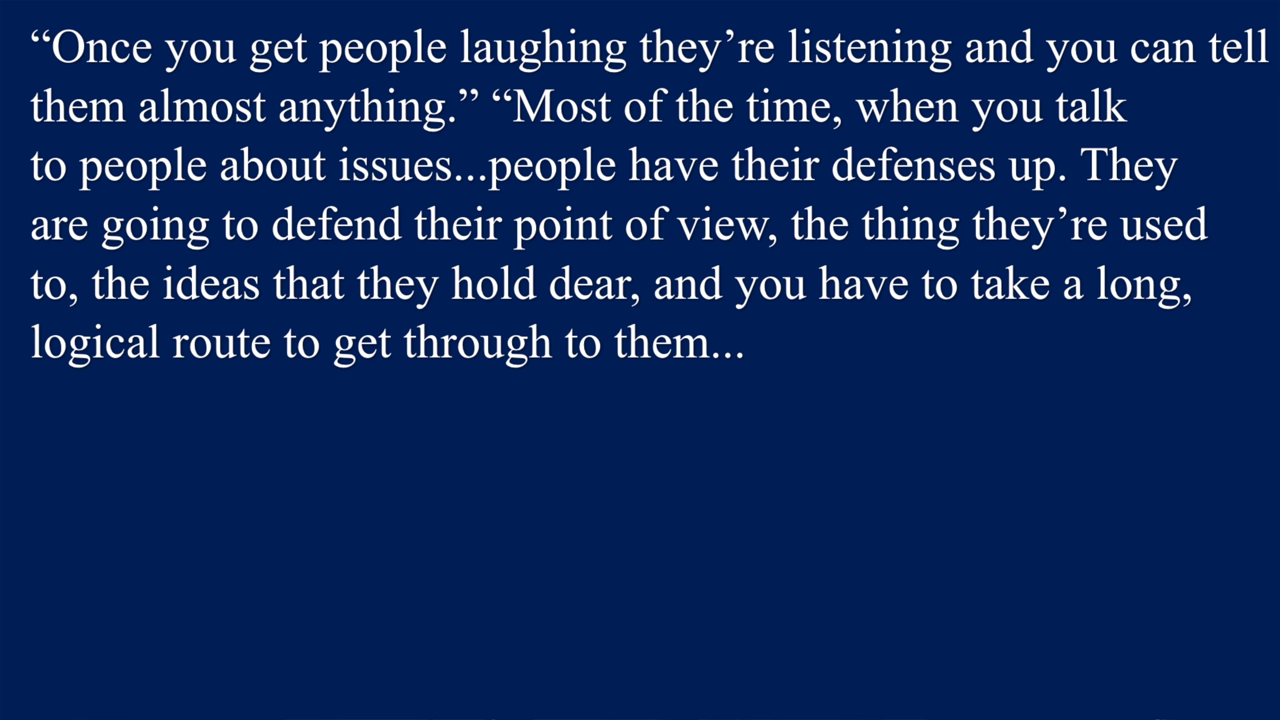 “Once you get people laughing they’re listening and you can tell
them almost anything.” “Most of the time, when you talk
to people about issues...people have their defenses up. They
are going to defend their point of view, the thing they’re used
to, the ideas that they hold dear, and you have to take a long,
logical route to get through to them...